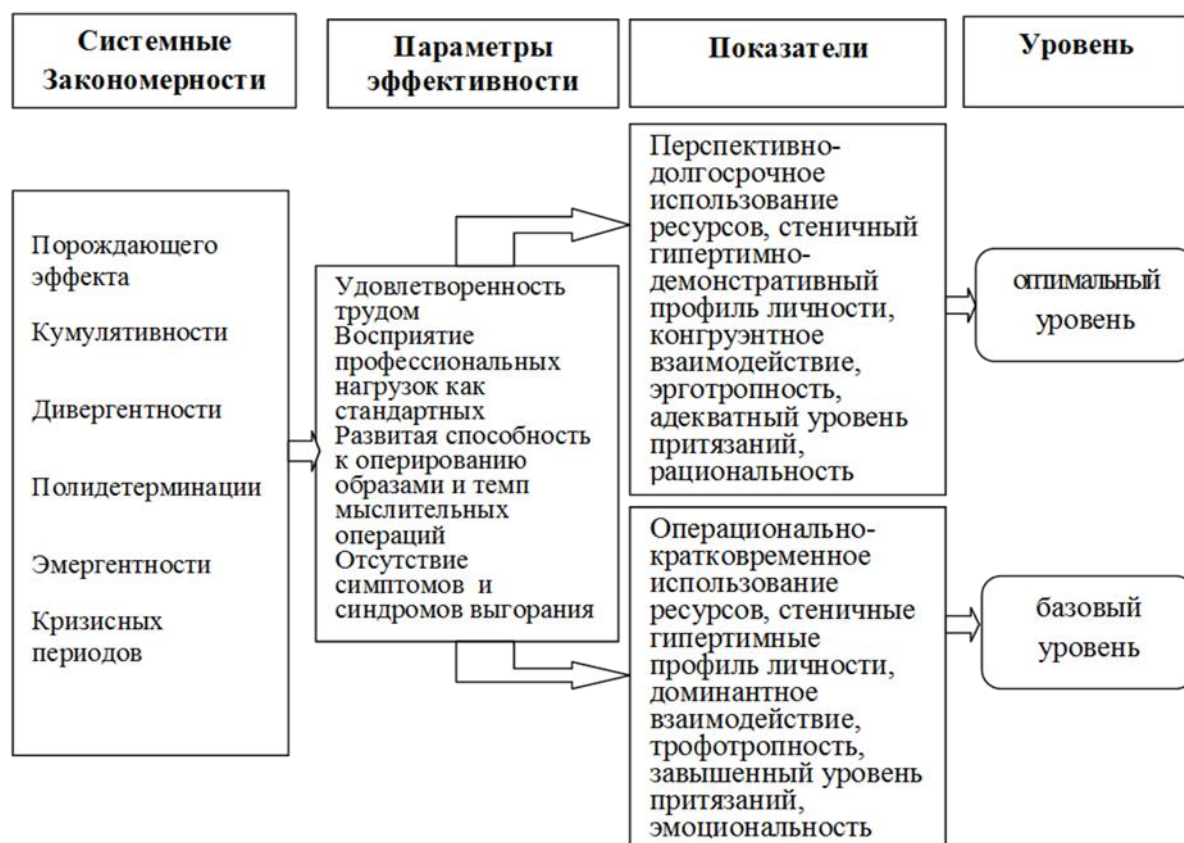 Системные
Закономерности
Параметры
эффективности
Показатели
Уровень
Порождающего
эффекта
Кумулятивности
Дивергентности
Полидетерминации
Эмергентности
Кризисных
периодов
Удовлетворенность
трудом
Восприятие
профессиональных
нагрузок как
стандартных
Развитая способность
к оперированию
образами и темп
мыслительных
операций
Отсутствие
симптомов и
синдромов выгорания
Перспективно-
долгосрочное
использование
ресурсов, стеничный
гипертимно-
демонстративный
профиль личности,
конгруэнтное
взаимодействие,
эрготропность,
адекватный уровень
притязаний,
рациональность
оптимальный
уровень
Операционально-
кратковременное
использование
ресурсов, стеничные
гипертимные
профиль личности,
доминантное
взаимодействие,
трофотропность,
завышенный уровень
притязаний,
эмоциональность
базовый
уровень